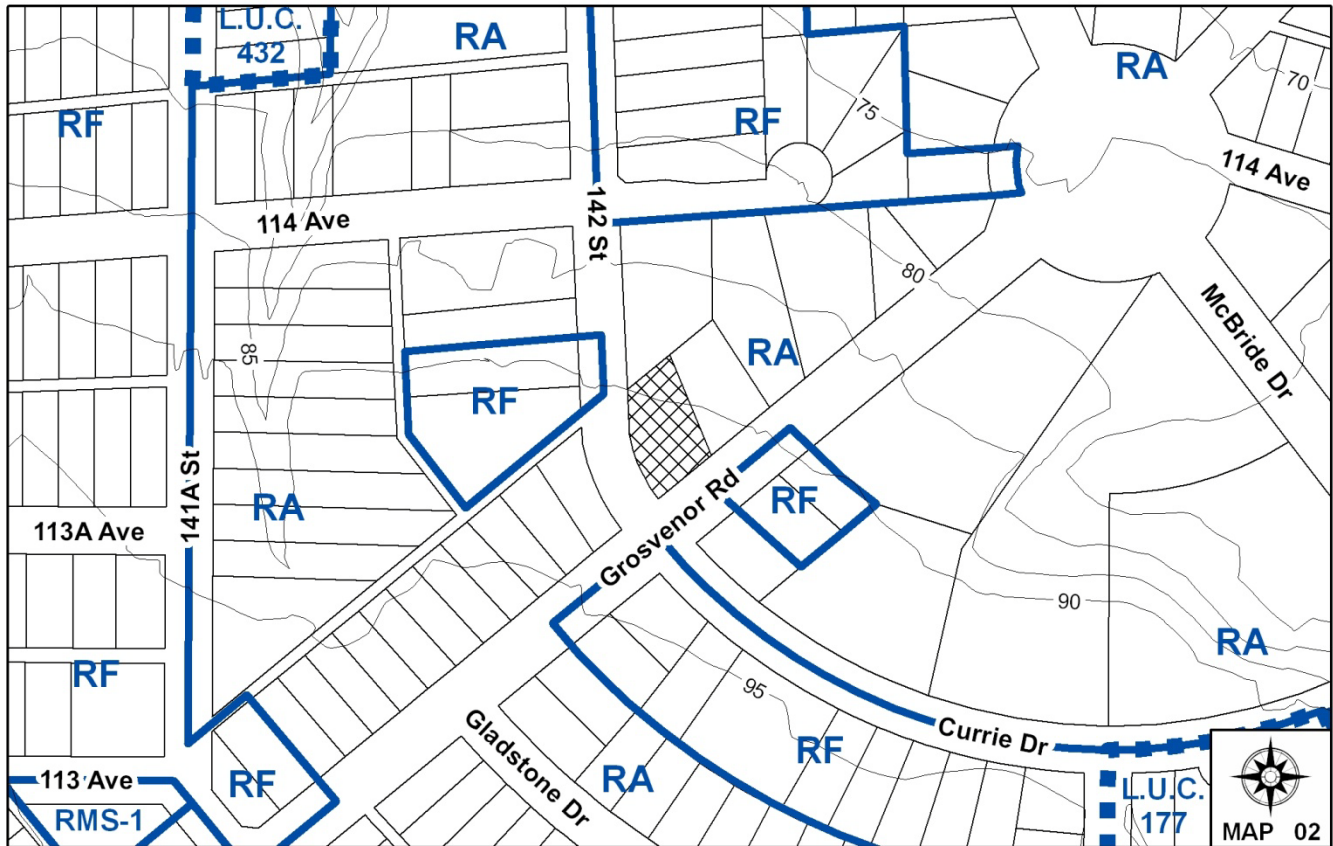 L.U.C.
432
RA
RA
70
RF
RF
75
114 Ave
114 Ave
142 St
80
McBride Dr
85
RA
RF
141A St
RA
Grosvenor Rd
RF
113A Ave
90
RA
RF
95
Gladstone Dr
Currie Dr
RF
113 Ave
RF
RA
L.U.C.
177
RMS-1
MAP 02